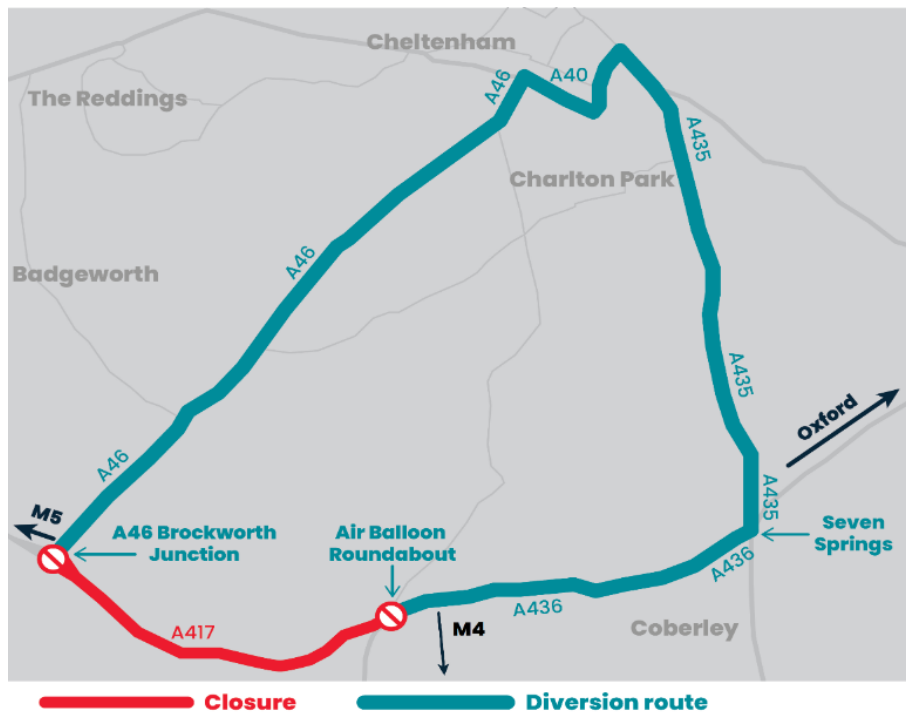 Cheltenham
A46
A40
The Reddings
A435
Charlton Park
A46
Badgeworth
A435
Oxford
A46
M5
A435
A46 Brockworth
Junction
Air Balloon
Roundabout
Seven
Springs
A436
A436
A417
M4
Coberley
Closure
Diversion route